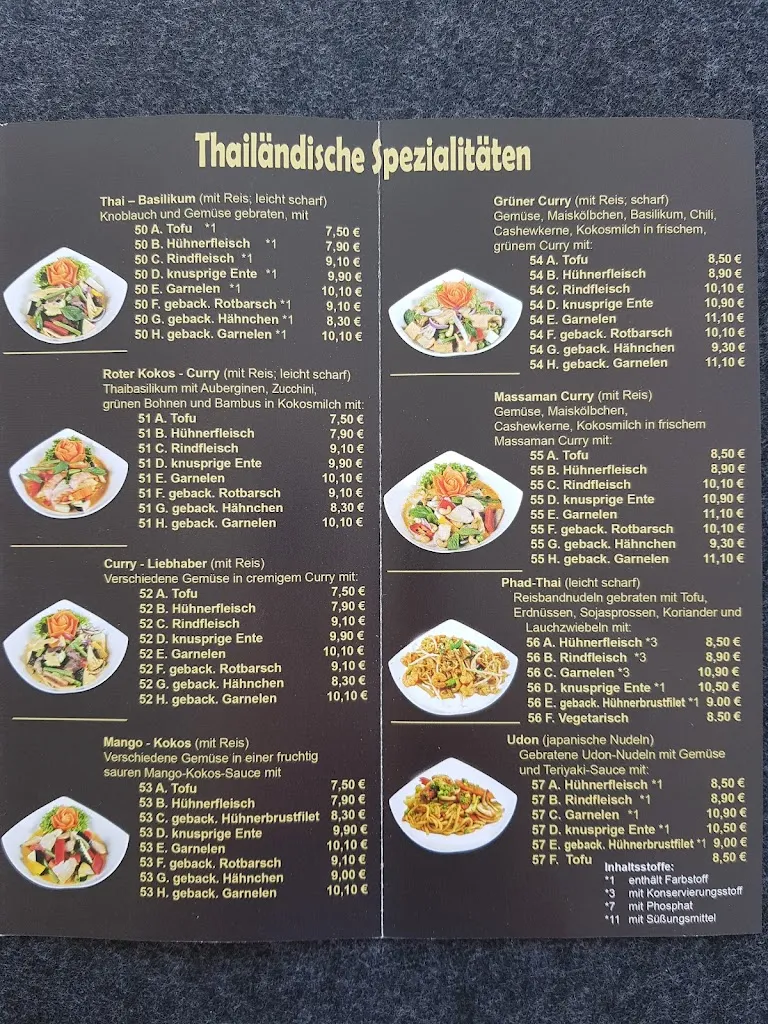 Thailändische Spezialitäten
Thai – Basilikum (mit Reis; leicht scharf)
Knoblauch und Gemüse gebraten, mit
50 A. Tofu *1 7,50 €
50 B. Hühnerfleisch *1 7,90 €
50 C. Rindfleisch *1 9,10 €
50 D. knusprige Ente *1 9,90 €
50 E. Garnelen *1 10,10 €
50 F. geback. Rotbarsch *1 9,10 €
50 G. geback. Hähnchen *1 8,30 €
50 H. geback. Garnelen *1 10,10 €
Roter Kokos - Curry (mit Reis; leicht scharf)
Thaibasilikum mit Auberginen, Zucchini,
grünen Bohnen und Bambus in Kokosmilch mit:
51 A. Tofu 7,50 €
51 B. Hühnerfleisch 7,90 €
51 C. Rindfleisch 9,10 €
51 D. knusprige Ente 9,90 €
51 E. Garnelen 10,10 €
51 F. geback. Rotbarsch 9,10 €
51 G. geback. Hähnchen 8,30 €
51 H. geback. Garnelen 10,10 €
Curry - Liebhaber (mit Reis)
Verschiedene Gemüse in cremigem Curry mit:
52 A. Tofu 7,50 €
52 B. Hühnerfleisch 7,90 €
52 C. Rindfleisch 9,10 €
52 D. knusprige Ente 9,90 €
52 E. Garnelen 10,10 €
52 F. geback. Rotbarsch 9,10 €
52 G. geback. Hähnchen 8,30 €
52 H. geback. Garnelen 10,10 €
Mango - Kokos (mit Reis)
Verschiedene Gemüse in einer fruchtig
sauren Mango-Kokos-Sauce mit
53 A. Tofu 7,50 €
53 B. Hühnerfleisch 7,90 €
53 C. geback. Hühnerbrustfilet 8,30 €
53 D. knusprige Ente 9,90 €
53 E. Garnelen 10,10 €
53 F. geback. Rotbarsch 9,10 €
53 G. geback. Hähnchen 9,00 €
53 H. geback. Garnelen 10,10 €
Grüner Curry (mit Reis; scharf)
Gemüse, Maiskölbchen, Basilikum, Chili,
Cashewkerne, Kokosmilch in frischem,
grünem Curry mit:
54 A. Tofu 8,50 €
54 B. Hühnerfleisch 8,90 €
54 C. Rindfleisch 10,10 €
54 D. knusprige Ente 10,90 €
54 E. Garnelen 11,10 €
54 F. geback. Rotbarsch 10,10 €
54 G. geback. Hähnchen 9,30 €
54 H. geback. Garnelen 11,10 €
Massaman Curry (mit Reis)
Gemüse, Maiskölbchen,
Cashewkerne, Kokosmilch in frischem
Massaman Curry mit:
55 A. Tofu 8,50 €
55 B. Hühnerfleisch 8,90 €
55 C. Rindfleisch 10,10 €
55 D. knusprige Ente 10,90 €
55 E. Garnelen 11,10 €
55 F. geback. Rotbarsch 10,10 €
55 G. geback. Hähnchen 9,30 €
55 H. geback. Garnelen 11,10 €
Phad-Thai (leicht scharf)
Reisbandnudeln gebraten mit Tofu,
Erdnüssen, Sojasprossen, Koriander und
Lauchzwiebeln mit:
56 A. Hühnerfleisch *3 8,50 €
56 B. Rindfleisch *3 8,90 €
56 C. Garnelen *3 10,90 €
56 D. knusprige Ente *1 10,50 €
56 E. geback. Hühnerbrustfilet *1 9.00 €
56 F. Vegetarisch 8.50 €
Udon (japanische Nudeln)
Gebratene Udon-Nudeln mit Gemüse
und Teriyaki-Sauce mit:
57 A. Hühnerfleisch *1 8,50 €
57 B. Rindfleisch *1 8,90 €
57 C. Garnelen *1 10,90 €
57 D. knusprige Ente *1 10,50 €
57 E. geback. Hühnerbrustfilet *1 9,00 €
57 F. Tofu 8,50 €
Inhaltsstoffe:
*1 enthält Farbstoff
*3 mit Konservierungsstoff
*7 mit Phosphat
*11 mit Süßungsmittel